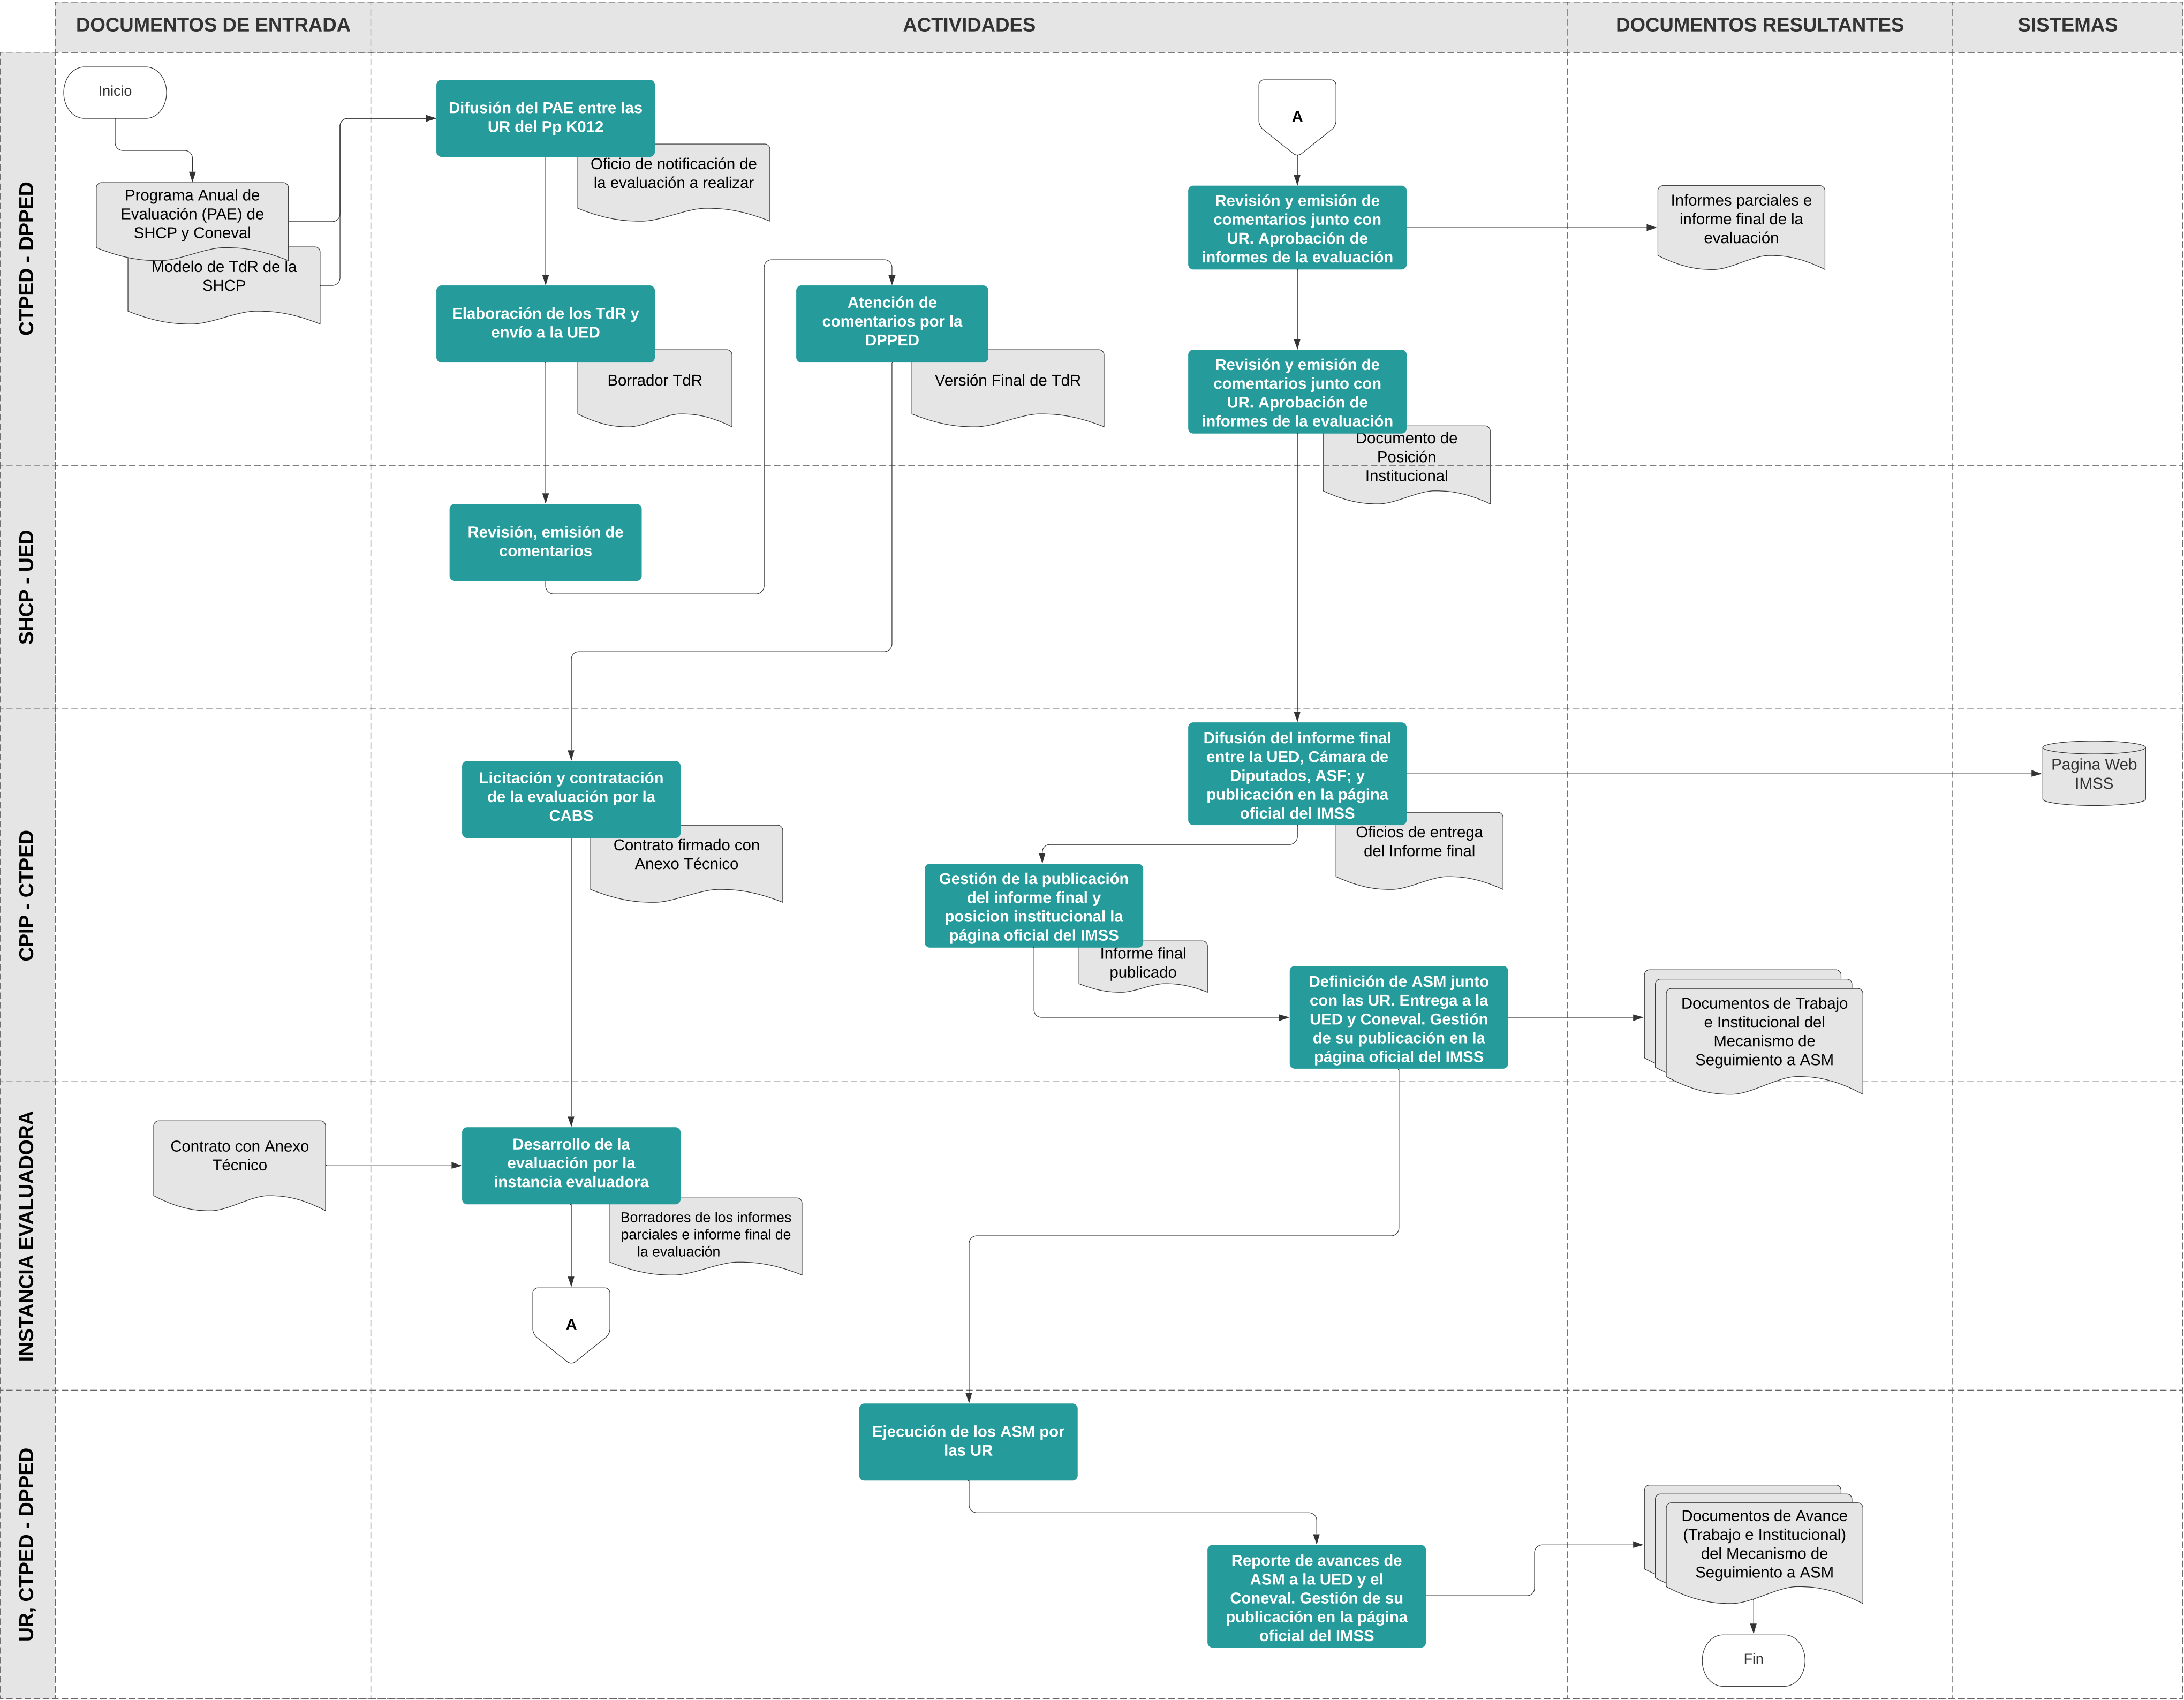 DOCUMENTOS DE ENTRADA
ACTIVIDADES
DOCUMENTOS RESULTANTES
SISTEMAS
CTPED - DPPED
Inicio
Programa Anual de
Evaluación (PAE) de
SHCP y Coneval
Modelo de TdR de la
SHCP
Difusión del PAE entre las
UR del Pp K012
Oficio de notificación de
la evaluación a realizar
Elaboración de los TdR y
envío a la UED
Borrador TdR
Atención de
comentarios por la
DPPED
Versión Final de TdR
A
Revisión y emisión de
comentarios junto con
UR. Aprobación de
informes de la evaluación
Informes parciales e
informe final de la
evaluación
Revisión y emisión de
comentarios junto con
UR. Aprobación de
informes de la evaluación
Documento de
Posición
Institucional
SHCP - UED
Revisión, emisión de
comentarios
CPIP - CTPED
Licitación y contratación
de la evaluación por la
CABS
Contrato firmado con
Anexo Técnico
Difusión del informe final
entre la UED, Cámara de
Diputados, ASF; y
publicación en la página
oficial del IMSS
Pagina Web
IMSS
Oficios de entrega
del Informe final
Gestión de la publicación
del informe final y
posicion institucional la
página oficial del IMSS
Informe final
publicado
Definición de ASM junto
con las UR. Entrega a la
UED y Coneval. Gestión
de su publicación en la
página oficial del IMSS
Documentos de Trabajo
e Institucional del
Mecanismo de
Seguimiento a ASM
INSTANCIA EVALUADORA
Contrato con Anexo
Técnico
Desarrollo de la
evaluación por la
instancia evaluadora
Borradores de los informes
parciales e informe final de
la evaluación
A
UR, CTPED - DPPED
Ejecución de los ASM por
las UR
Reporte de avances de
ASM a la UED y el
Coneval. Gestión de su
publicación en la página
oficial del IMSS
Documentos de Avance
(Trabajo e Institucional)
del Mecanismo de
Seguimiento a ASM
Fin